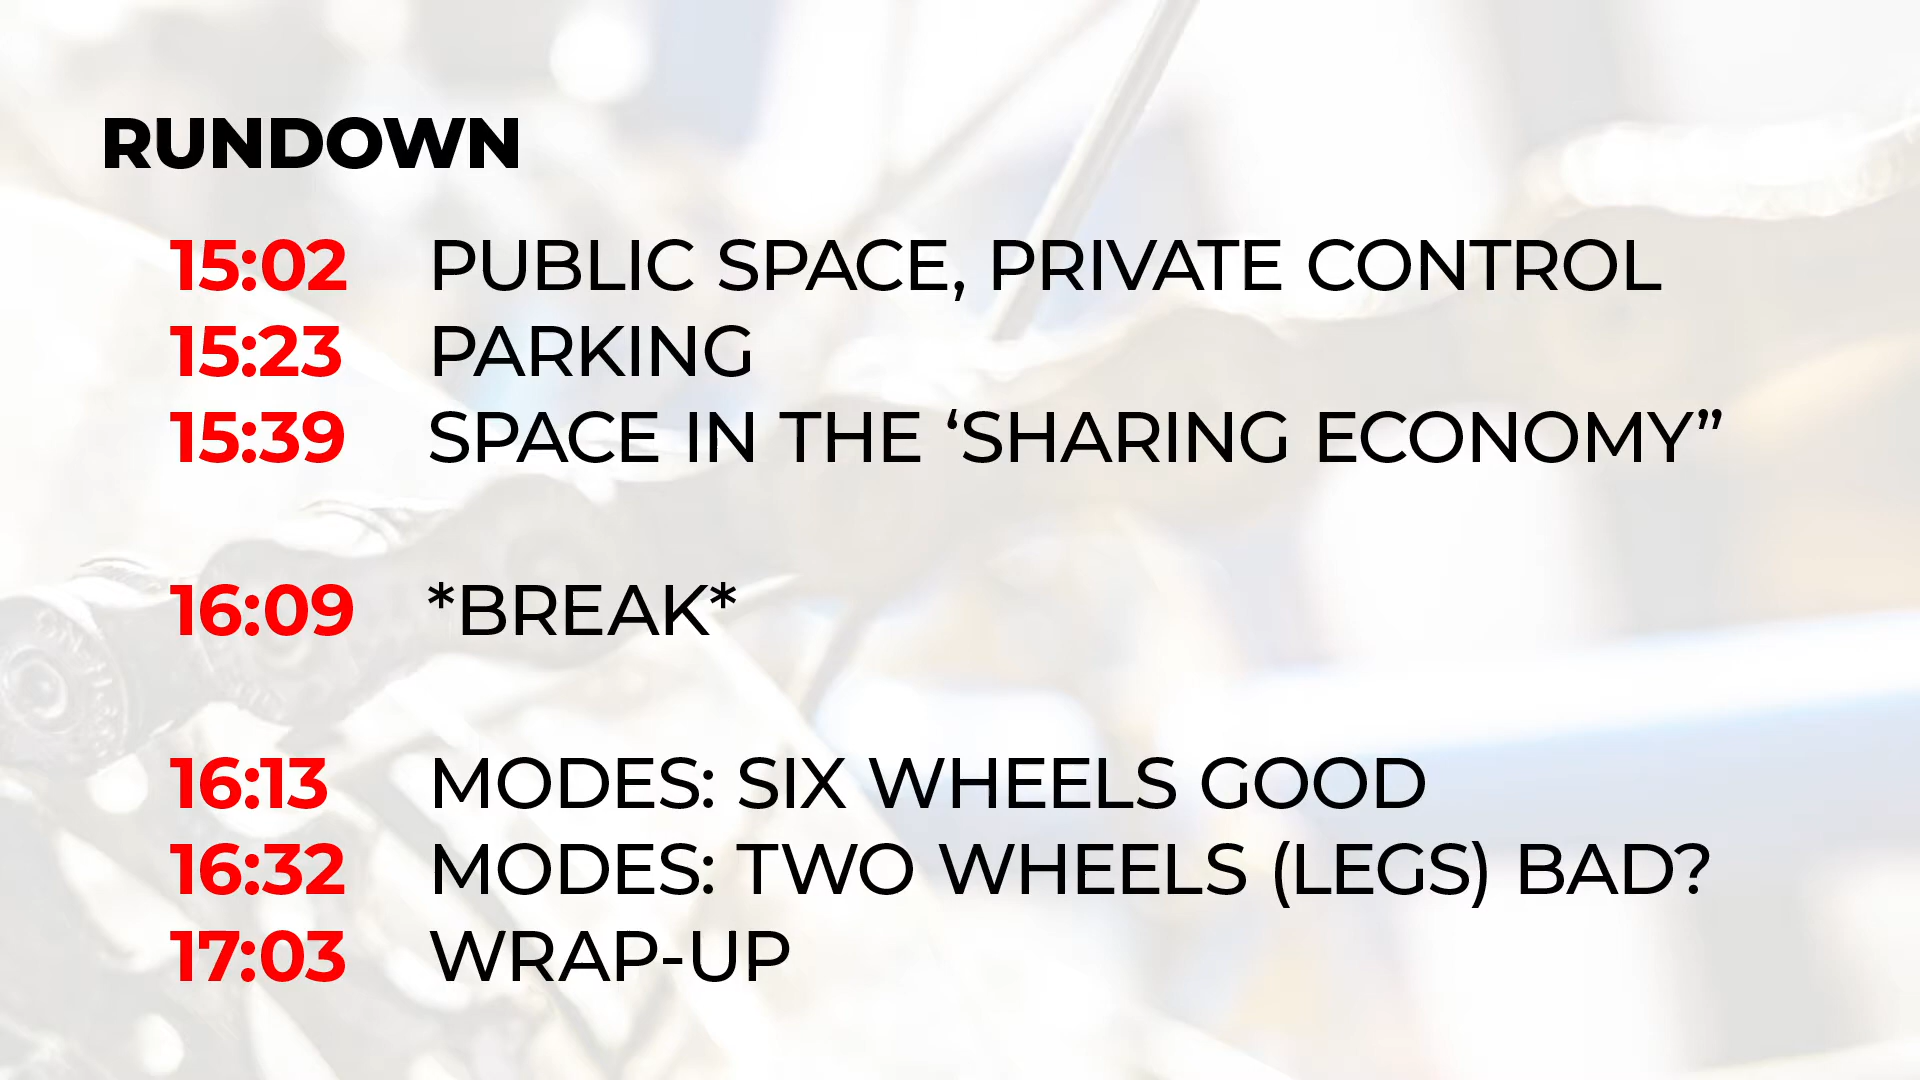 RUNDOWN
15:02 PUBLIC SPACE, PRIVATE CONTROL
15:23 PARKING
15:39 SPACE IN THE ‘SHARING ECONOMY”
16:09 *BREAK*
16:13 MODES: SIX WHEELS GOOD
16:32 MODES: TWO WHEELS (LEGS) BAD?
17:03 WRAP-UP